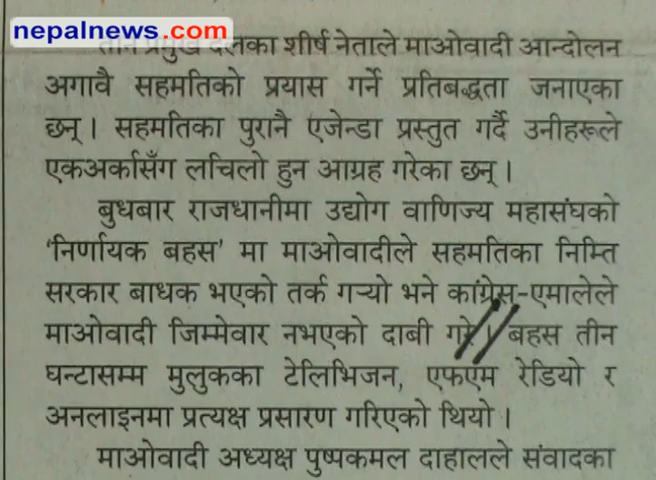 nepalnews.com
तीन प्रमुख दलका शीर्ष नेताले माओवादी आन्दोलन
अगावै सहमतिको प्रयास गर्ने प्रतिबद्धता जनाएका
छन् । सहमतिका पुरानै एजेन्डा प्रस्तुत गर्दै उनीहरूले
एकअर्कासँग लचिलो हुन आग्रह गरेका छन् ।
बुधबार राजधानीमा उद्योग वाणिज्य महासंघको
‘निर्णायक बहस’ मा माओवादीले सहमतिका निम्ति
सरकार बाधक भएको तर्क गर्‍यो भने कांग्रेस-एमालेले
माओवादी जिम्मेवार नभएको दाबी गरे । बहस तीन
घन्टासम्म मुलुकका टेलिभिजन, एफएम रेडियो र
अनलाइनमा प्रत्यक्ष प्रसारण गरिएको थियो ।
माओवादी अध्यक्ष पुष्पकमल दाहालले संवादका